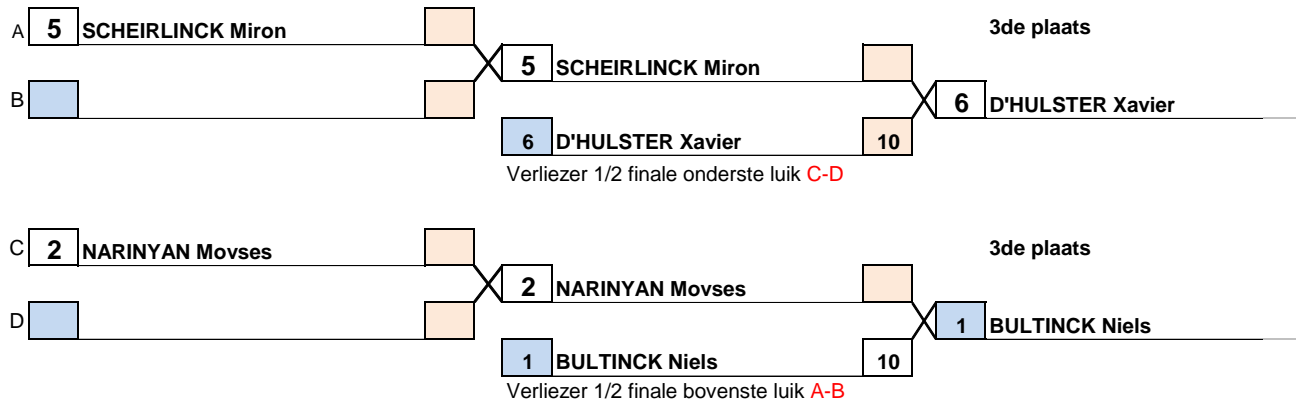 A 5 SCHEIRLINCK Miron
3de plaats
5 SCHEIRLINCK Miron
B
6 D'HULSTER Xavier
6 D'HULSTER Xavier 10
Verliezer 1/2 finale onderste luik C-D
C 2 NARINYAN Movses
3de plaats
2 NARINYAN Movses
D
1 BULTINCK Niels
1 BULTINCK Niels 10
Verliezer 1/2 finale bovenste luik A-B